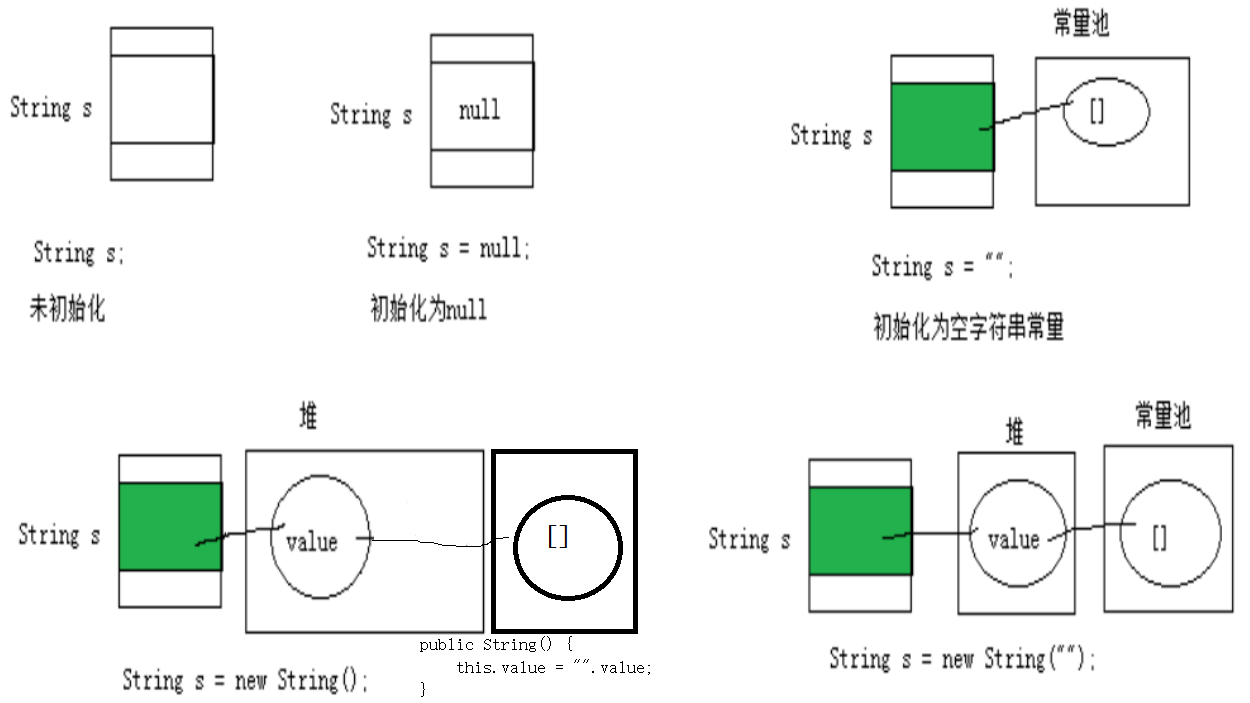 String s
String s;
未初始化
String s
null
String s = null;
初始化为null
常量池
String s
[]
String s = "";
初始化为空字符串常量
堆
String s
value
[]
String s = new String();
public String() {
this.value = "".value;
}
堆
常量池
String s
value
[]
String s = new String("");